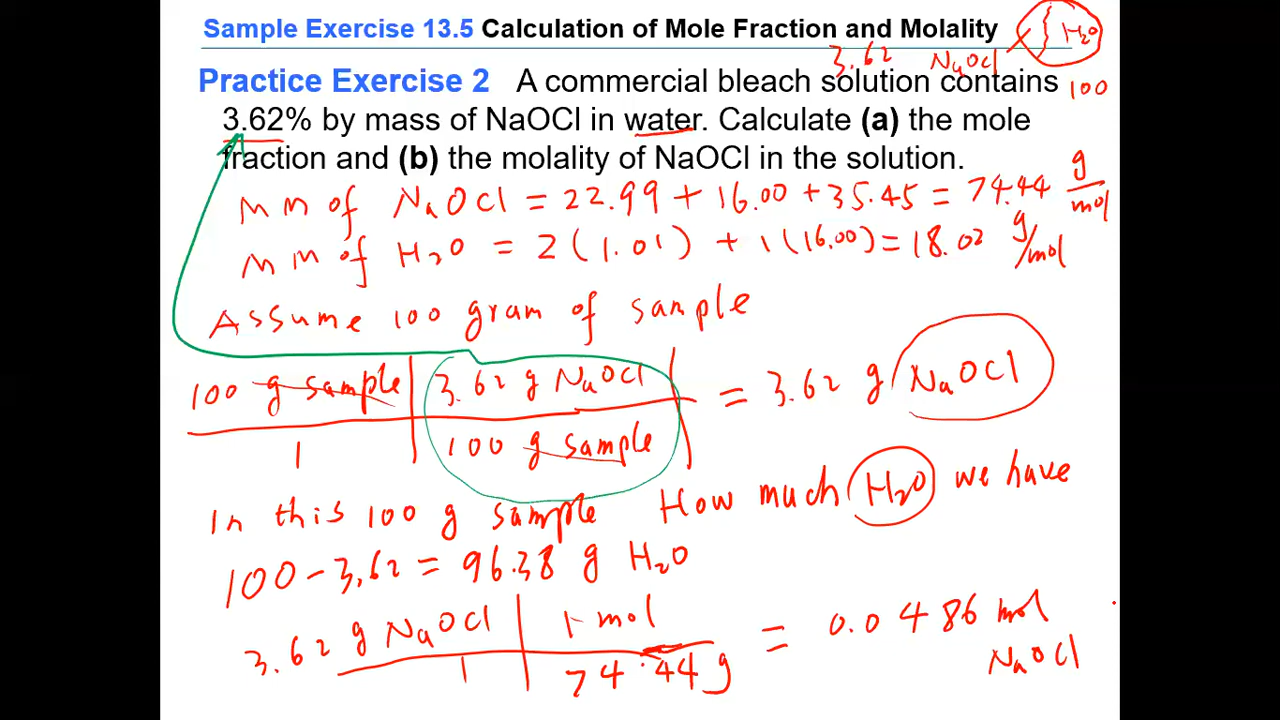 Sample Exercise 13.5 Calculation of Mole Fraction and Molality
H₂O
3.62 NaOCl
100
Practice Exercise 2 A commercial bleach solution contains
3.62% by mass of NaOCl in water. Calculate (a) the mole
fraction and (b) the molality of NaOCl in the solution.
MM of NaOCl = 22.99 + 16.00 + 35.45 = 74.44 g/mol
MM of H₂O = 2(1.01) + 1(16.00) = 18.02 g/mol
Assume 100 gram of sample
100 g sample | 3.62 g NaOCl | = 3.62 g NaOCl
1 | 100 g sample
In this 100 g sample How much H₂O we have
100 - 3.62 = 96.38 g H₂O
3.62 g NaOCl | 1 mol = 0.0486 mol
1 | 74.44 g NaOCl